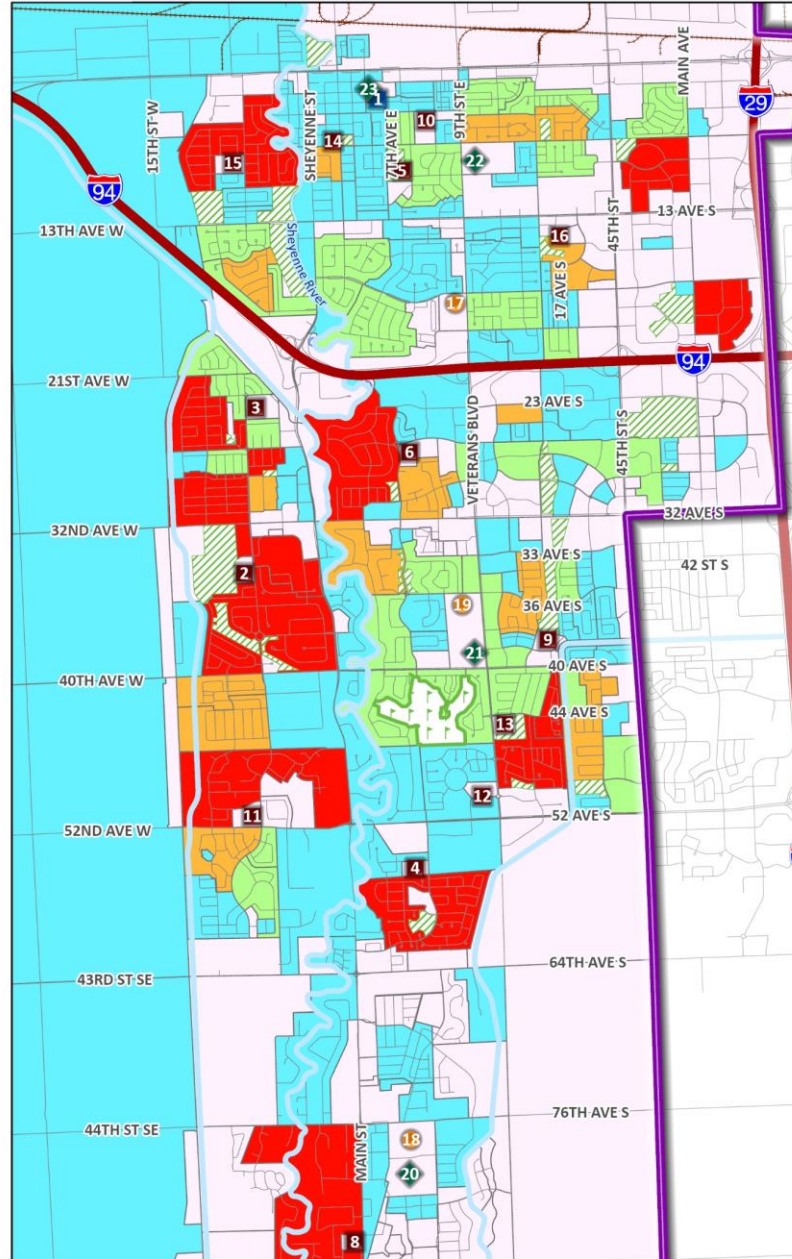 MAIN AVE
29
23
1
10
9TH ST E
SHEYENNE ST
14
7TH AVE E
15TH ST W
15
5
22
94
45TH ST
13 AVE S
13TH AVE W
16
Sheyenne River
17 AVE S
17
94
21ST AVE W
3
23 AVE S
VETERANS BLVD
45TH ST S
6
32 AVE S
32ND AVE W
33 AVE S
42 ST S
2
19
36 AVE S
9
21
40 AVE S
40TH AVE W
44 AVE S
13
12
11
52 AVE S
52ND AVE W
4
64TH AVE S
43RD ST SE
76TH AVE S
44TH ST SE
MAIN ST
18
20
8